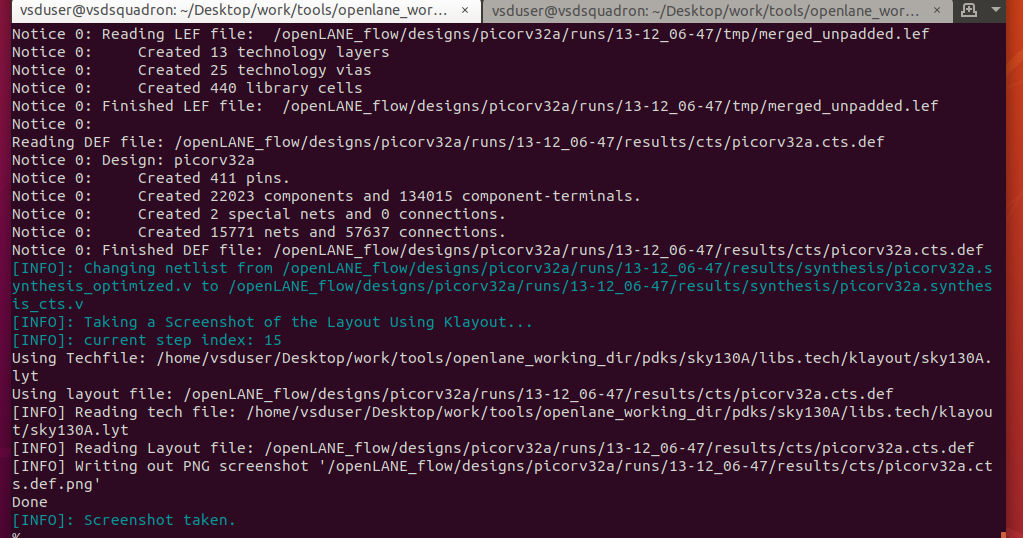 vsduser@vsdsquadron: ~/Desktop/work/tools/openlane_wor... × vsduser@vsdsquadron: ~/Desktop/work/tools/openlane_wor... ×
Notice 0: Reading LEF file:  /openLANE_flow/designs/picorv32a/runs/13-12_06-47/tmp/merged_unpadded.lef
Notice 0:     Created 13 technology layers
Notice 0:     Created 25 technology vias
Notice 0:     Created 440 library cells
Notice 0: Finished LEF file:  /openLANE_flow/designs/picorv32a/runs/13-12_06-47/tmp/merged_unpadded.lef
Notice 0:
Reading DEF file: /openLANE_flow/designs/picorv32a/runs/13-12_06-47/results/cts/picorv32a.cts.def
Notice 0: Design: picorv32a
Notice 0:     Created 411 pins.
Notice 0:     Created 22023 components and 134015 component-terminals.
Notice 0:     Created 2 special nets and 0 connections.
Notice 0:     Created 15771 nets and 57637 connections.
Notice 0: Finished DEF file: /openLANE_flow/designs/picorv32a/runs/13-12_06-47/results/cts/picorv32a.cts.def
[INFO]: Changing netlist from /openLANE_flow/designs/picorv32a/runs/13-12_06-47/results/synthesis/picorv32a.s
ynthesis_optimized.v to /openLANE_flow/designs/picorv32a/runs/13-12_06-47/results/synthesis/picorv32a.synthes
is_cts.v
[INFO]: Taking a Screenshot of the Layout Using Klayout...
[INFO]: current step index: 15
Using Techfile: /home/vsduser/Desktop/work/tools/openlane_working_dir/pdks/sky130A/libs.tech/klayout/sky130A.
lyt
Using layout file: /openLANE_flow/designs/picorv32a/runs/13-12_06-47/results/cts/picorv32a.cts.def
[INFO] Reading tech file: /home/vsduser/Desktop/work/tools/openlane_working_dir/pdks/sky130A/libs.tech/klayou
t/sky130A.lyt
[INFO] Reading Layout file: /openLANE_flow/designs/picorv32a/runs/13-12_06-47/results/cts/picorv32a.cts.def
[INFO] Writing out PNG screenshot '/openLANE_flow/designs/picorv32a/runs/13-12_06-47/results/cts/picorv32a.ct
s.def.png'
Done
[INFO]: Screenshot taken.
%